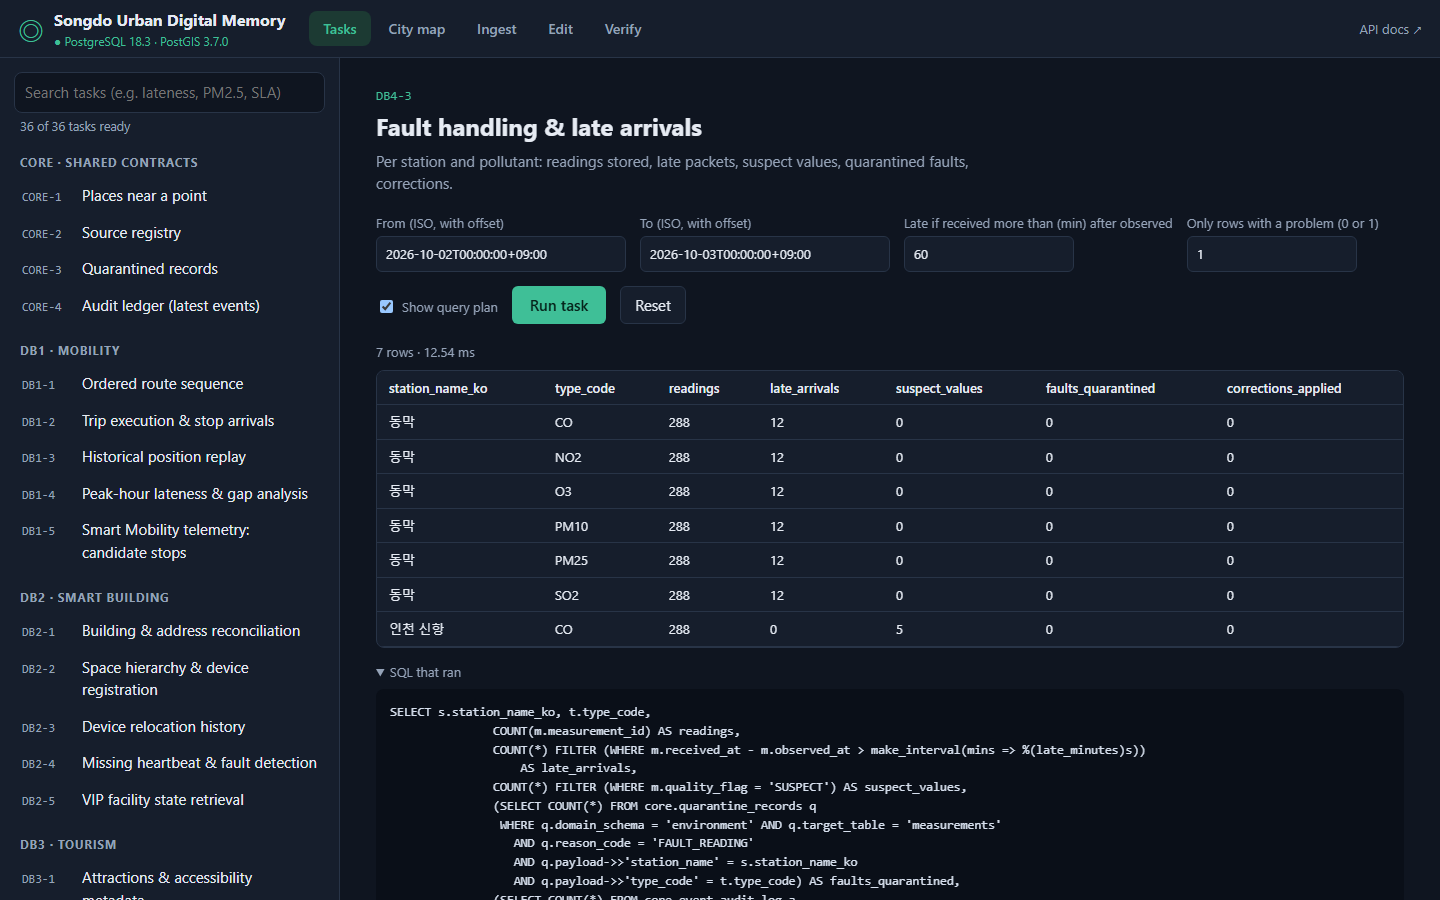 Songdo Urban Digital Memory
● PostgreSQL 18.3 · PostGIS 3.7.0
Tasks
City map
Ingest
Edit
Verify
API docs ↗
Search tasks (e.g. lateness, PM2.5, SLA)
36 of 36 tasks ready
CORE · SHARED CONTRACTS
CORE-1 Places near a point
CORE-2 Source registry
CORE-3 Quarantined records
CORE-4 Audit ledger (latest events)
DB1 · MOBILITY
DB1-1 Ordered route sequence
DB1-2 Trip execution & stop arrivals
DB1-3 Historical position replay
DB1-4 Peak-hour lateness & gap analysis
DB1-5 Smart Mobility telemetry:
candidate stops
DB2 · SMART BUILDING
DB2-1 Building & address reconciliation
DB2-2 Space hierarchy & device
registration
DB2-3 Device relocation history
DB2-4 Missing heartbeat & fault detection
DB2-5 VIP facility state retrieval
DB3 · TOURISM
DB3-1 Attractions & accessibility
metadata
DB4-3
Fault handling & late arrivals
Per station and pollutant: readings stored, late packets, suspect values, quarantined faults,
corrections.
From (ISO, with offset)
2026-10-02T00:00:00+09:00
To (ISO, with offset)
2026-10-03T00:00:00+09:00
Late if received more than (min) after observed
60
Only rows with a problem (0 or 1)
1
Show query plan
Run task
Reset
7 rows · 12.54 ms
station_name_ko type_code readings late_arrivals suspect_values faults_quarantined corrections_applied
동막 CO 288 12 0 0 0
동막 NO2 288 12 0 0 0
동막 O3 288 12 0 0 0
동막 PM10 288 12 0 0 0
동막 PM25 288 12 0 0 0
동막 SO2 288 12 0 0 0
인천 신항 CO 288 0 5 0 0
▼ SQL that ran
SELECT s.station_name_ko, t.type_code,
COUNT(m.measurement_id) AS readings,
COUNT(*) FILTER (WHERE m.received_at - m.observed_at > make_interval(mins => %(late_minutes)s))
AS late_arrivals,
COUNT(*) FILTER (WHERE m.quality_flag = 'SUSPECT') AS suspect_values,
(SELECT COUNT(*) FROM core.quarantine_records q
WHERE q.domain_schema = 'environment' AND q.target_table = 'measurements'
AND q.reason_code = 'FAULT_READING'
AND q.payload->>'station_name' = s.station_name_ko
AND q.payload->>'type_code' = t.type_code) AS faults_quarantined,
(SELECT COUNT(*) FROM core.event_audit_log a